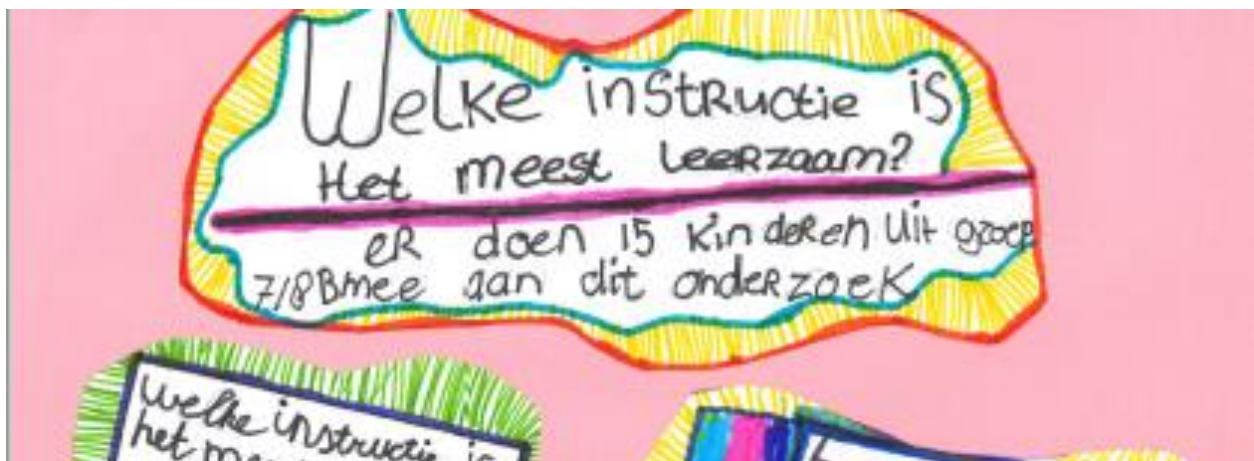 Welke instructie is
Het meest leerzaam?
er doen 15 kinderen uit groep
7/8B mee aan dit onderzoek
welke instructie is
het